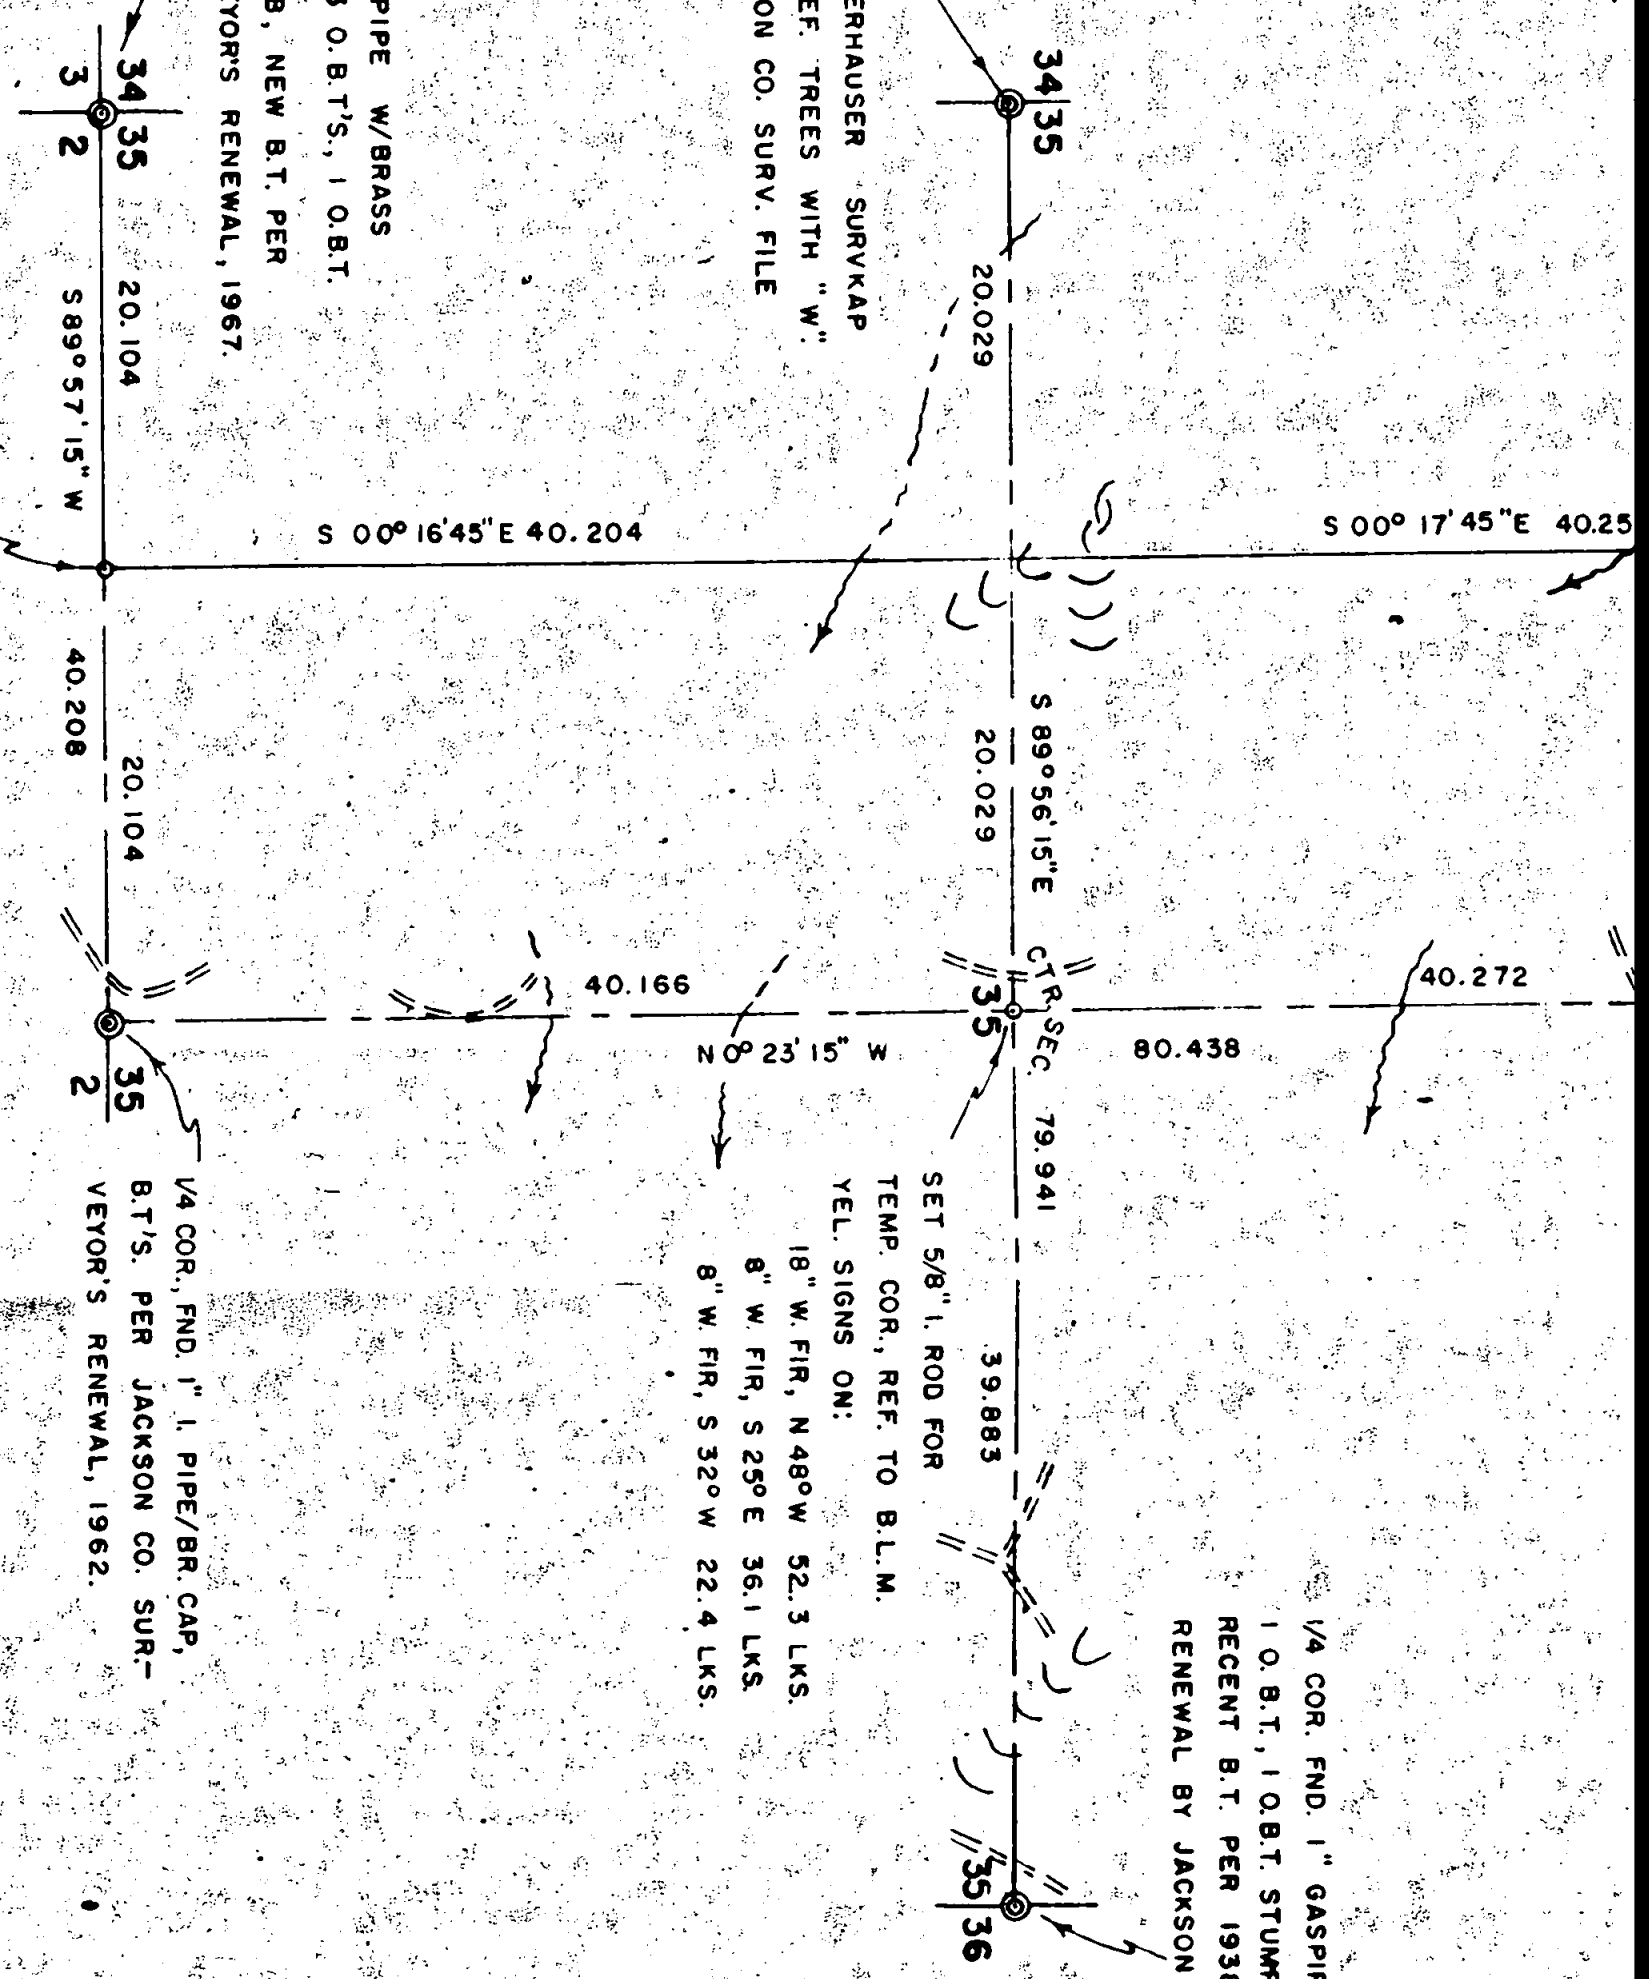 34 35
ERHAUSER SURVKAP
EF. TREES WITH "W".
ON CO. SURV. FILE
PIPE W/BRASS
3 O.B.T'S., 1 O.B.T.
B, NEW B.T. PER
YOR'S RENEWAL, 1967.
34 35
3 2
20.029
20.104
S 89° 57' 15" W
S 00° 17' 45" E 40.25
S 00° 16' 45" E 40.204
S 89° 56' 15" E
20.029
20.104
40.208
40.272
CTR SEC.
35
40.166
80.438
N 0° 23' 15" W
35
2
79.941
39.883
SET 5/8" I. ROD FOR
TEMP. COR., REF. TO B.L.M.
YEL. SIGNS ON:
18" W. FIR, N 48° W 52.3 LKS.
8" W. FIR, S 25° E 36.1 LKS.
8" W. FIR, S 32° W 22.4 LKS.
1/4 COR., FND. 1" I. PIPE/BR. CAP,
B.T'S. PER JACKSON CO. SUR-
VEYOR'S RENEWAL, 1962.
1/4 COR. FND. 1" GASPI
1 O.B.T., 1 O.B.T. STUM
RECENT B.T. PER 193
RENEWAL BY JACKSON
35 36